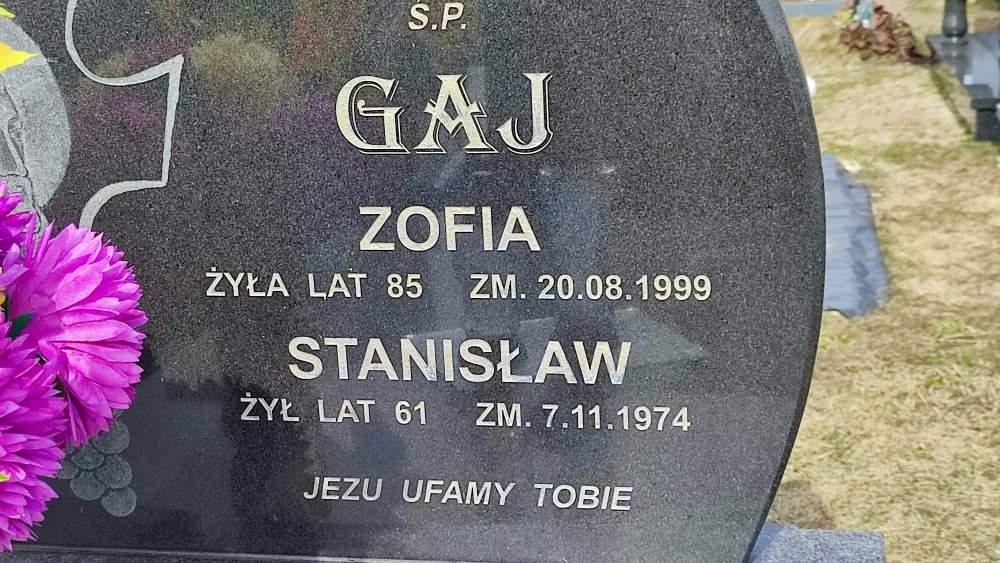 Ś.P.
GAJ
ZOFIA
ŻYŁA LAT 85 ZM. 20.08.1999
STANISŁAW
ŻYŁ LAT 61 ZM. 7.11.1974
JEZU UFAMY TOBIE